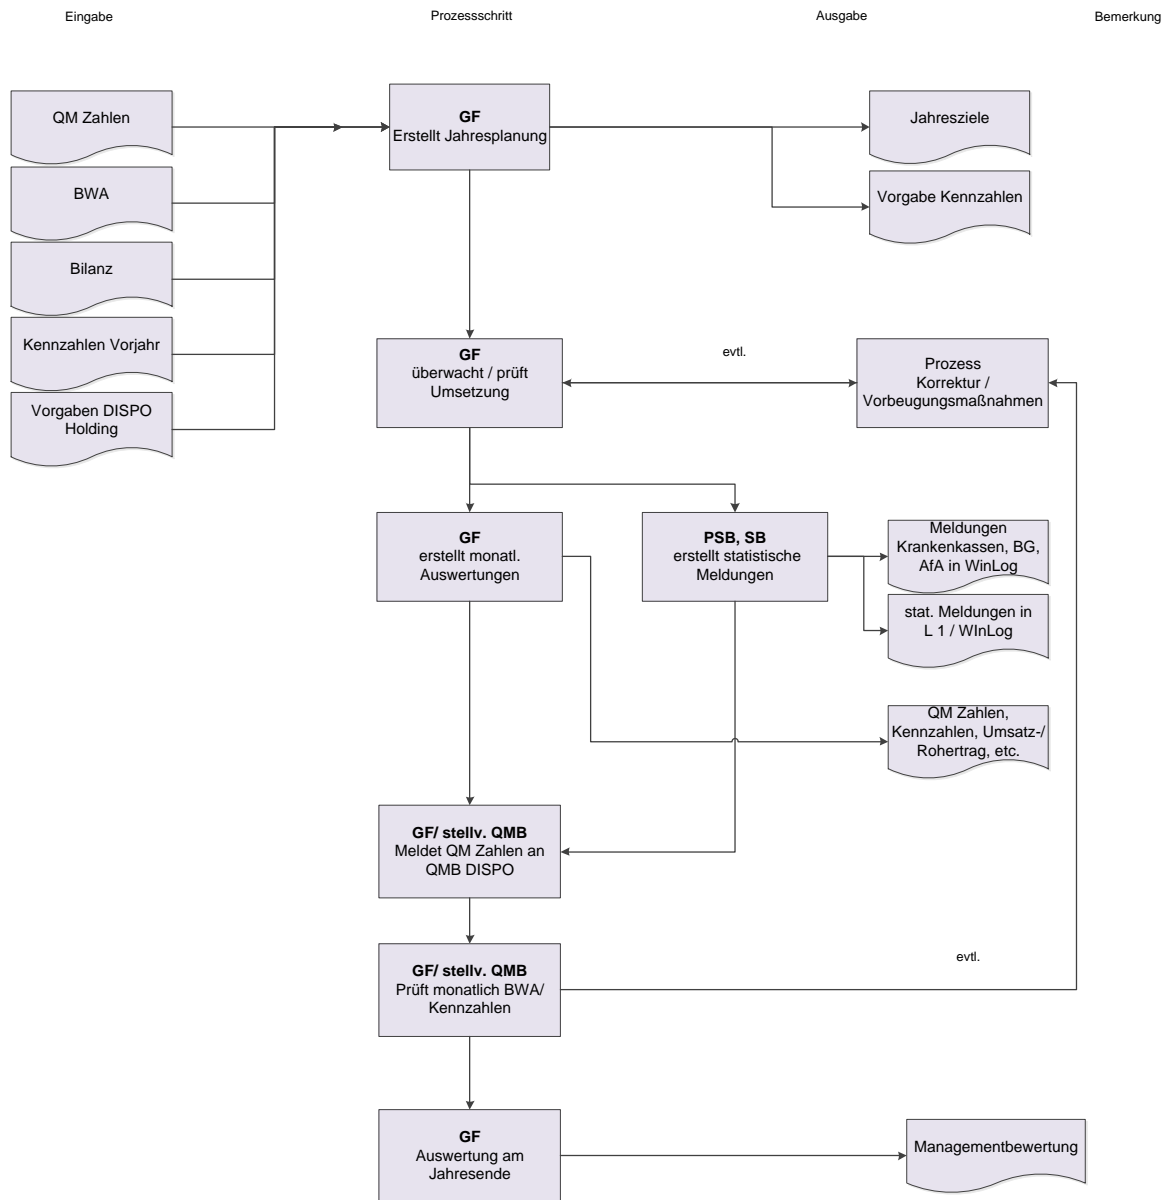 Eingabe
Prozessschritt
Ausgabe
Bemerkung
QM Zahlen
BWA
Bilanz
Kennzahlen Vorjahr
Vorgaben DISPO
Holding
GF
Erstellt Jahresplanung
Jahresziele
Vorgabe Kennzahlen
GF
überwacht / prüft
Umsetzung
evtl.
Prozess
Korrektur /
Vorbeugungsmaßnahmen
GF
erstellt monatl.
Auswertungen
PSB, SB
erstellt statistische
Meldungen
Meldungen
Krankenkassen, BG,
AfA in WinLog
stat. Meldungen in
L 1 / WInLog
QM Zahlen,
Kennzahlen, Umsatz-/
Rohertrag, etc.
GF/ stellv. QMB
Meldet QM Zahlen an
QMB DISPO
GF/ stellv. QMB
Prüft monatlich BWA/
Kennzahlen
evtl.
GF
Auswertung am
Jahresende
Managementbewertung